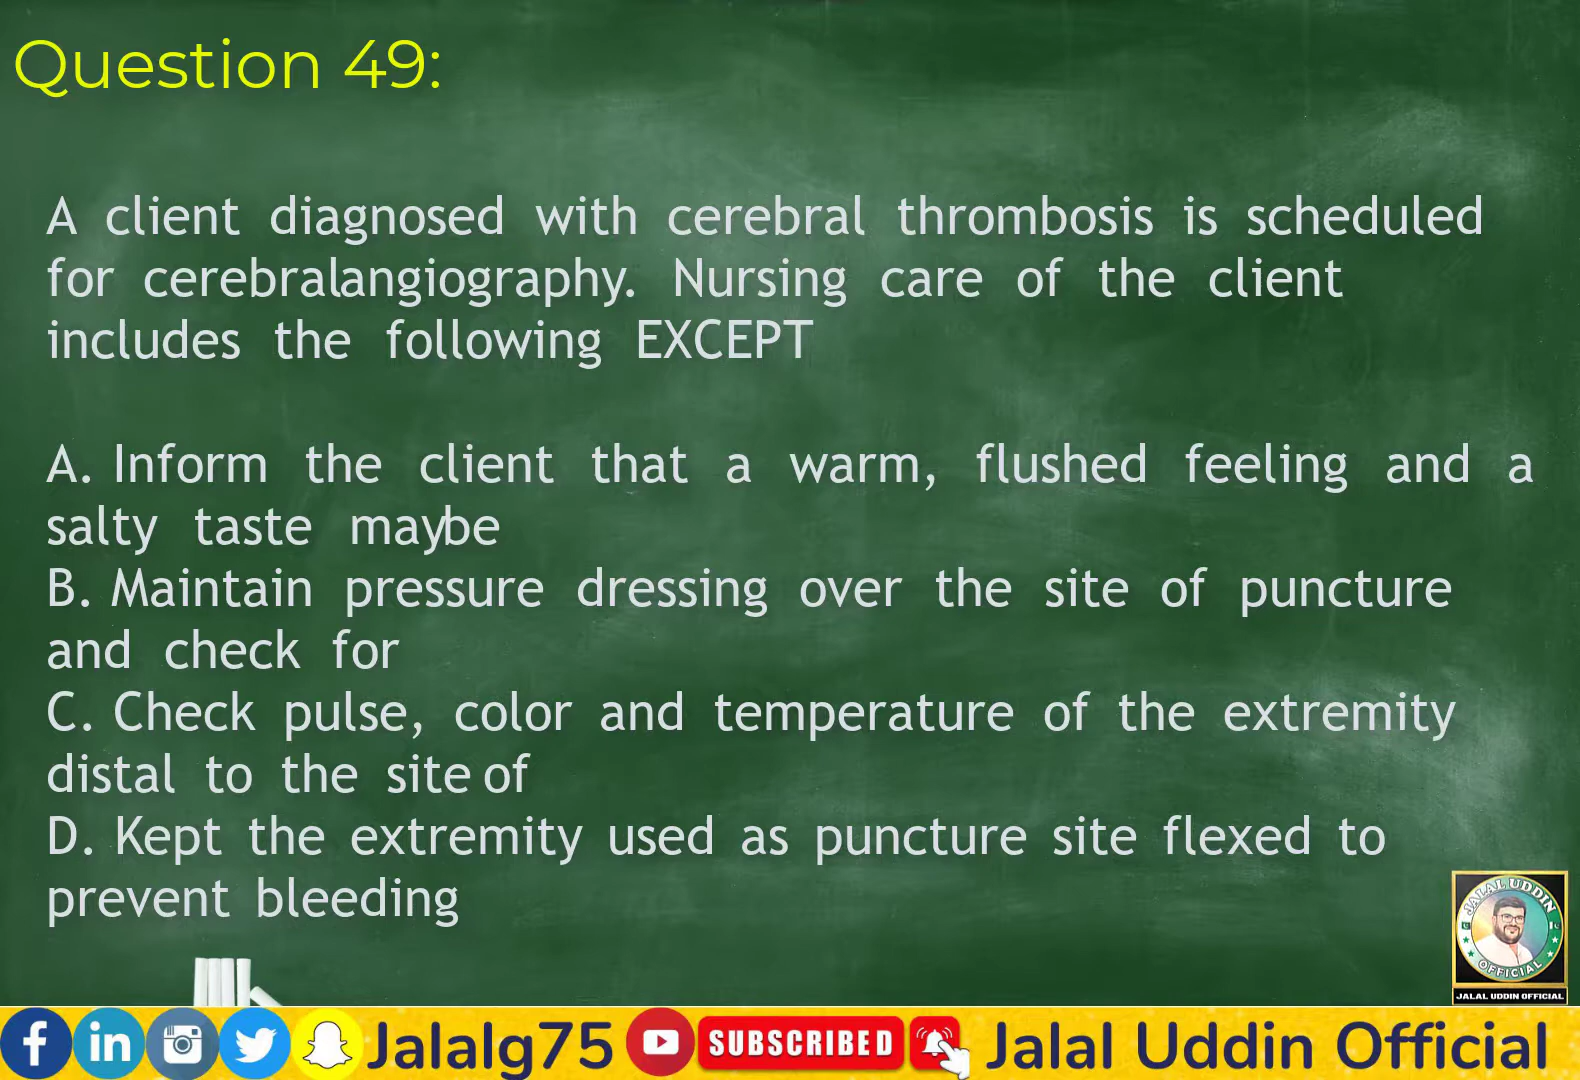 Question 49:
A client diagnosed with cerebral thrombosis is scheduled
for cerebralangiography. Nursing care of the client
includes the following EXCEPT
A. Inform the client that a warm, flushed feeling and a
salty taste maybe
B. Maintain pressure dressing over the site of puncture
and check for
C. Check pulse, color and temperature of the extremity
distal to the site of
D. Kept the extremity used as puncture site flexed to
prevent bleeding
JALAL UDDIN
OFFICIAL
JALAL UDDIN OFFICIAL
Jalalg75 SUBSCRIBED Jalal Uddin Official